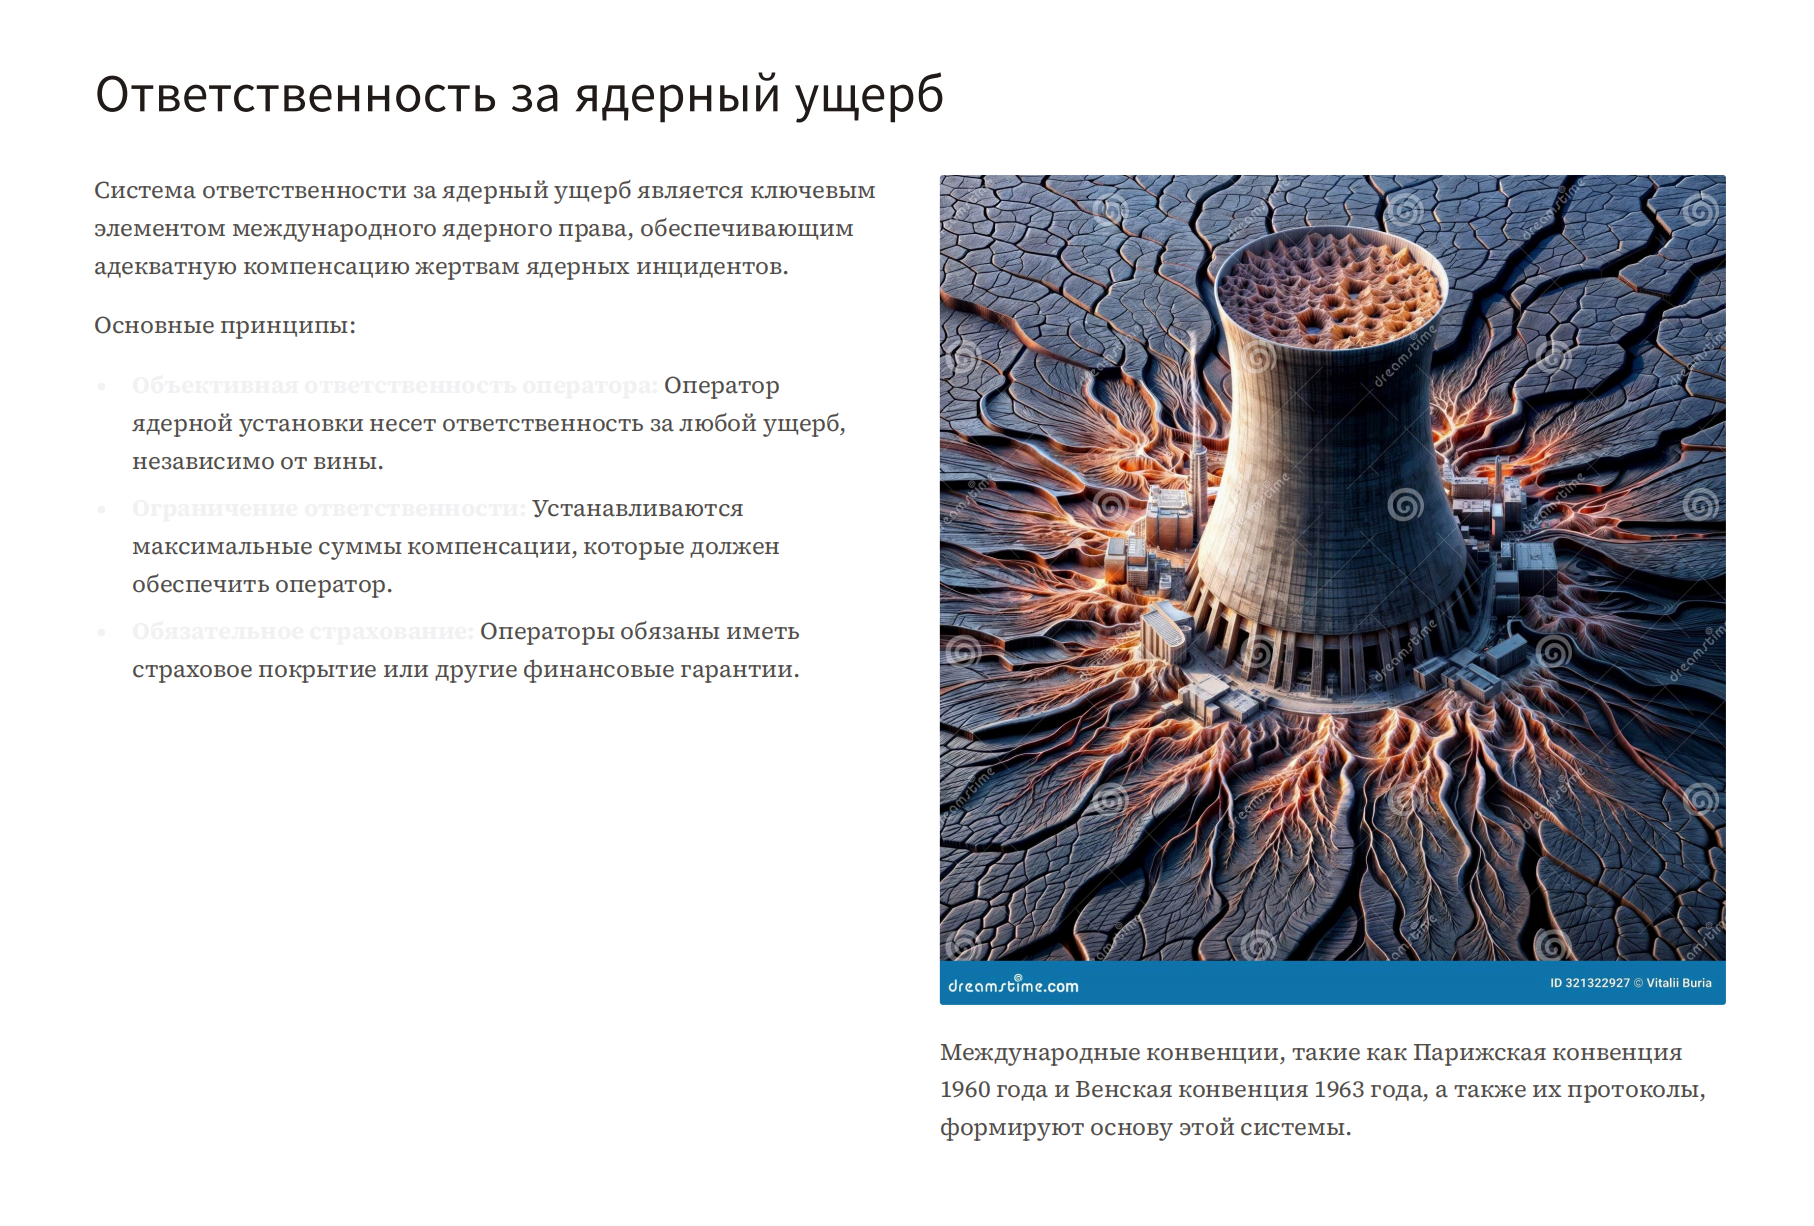 Ответственность за ядерный ущерб
Система ответственности за ядерный ущерб является ключевым
элементом международного ядерного права, обеспечивающим
адекватную компенсацию жертвам ядерных инцидентов.
Основные принципы:
• Объективная ответственность оператора: Оператор
ядерной установки несет ответственность за любой ущерб,
независимо от вины.
• Ограничение ответственности: Устанавливаются
максимальные суммы компенсации, которые должен
обеспечить оператор.
• Обязательное страхование: Операторы обязаны иметь
страховое покрытие или другие финансовые гарантии.
dreamstime.com
ID 321322927 © Vitalii Buria
Международные конвенции, такие как Парижская конвенция
1960 года и Венская конвенция 1963 года, а также их протоколы,
формируют основу этой системы.